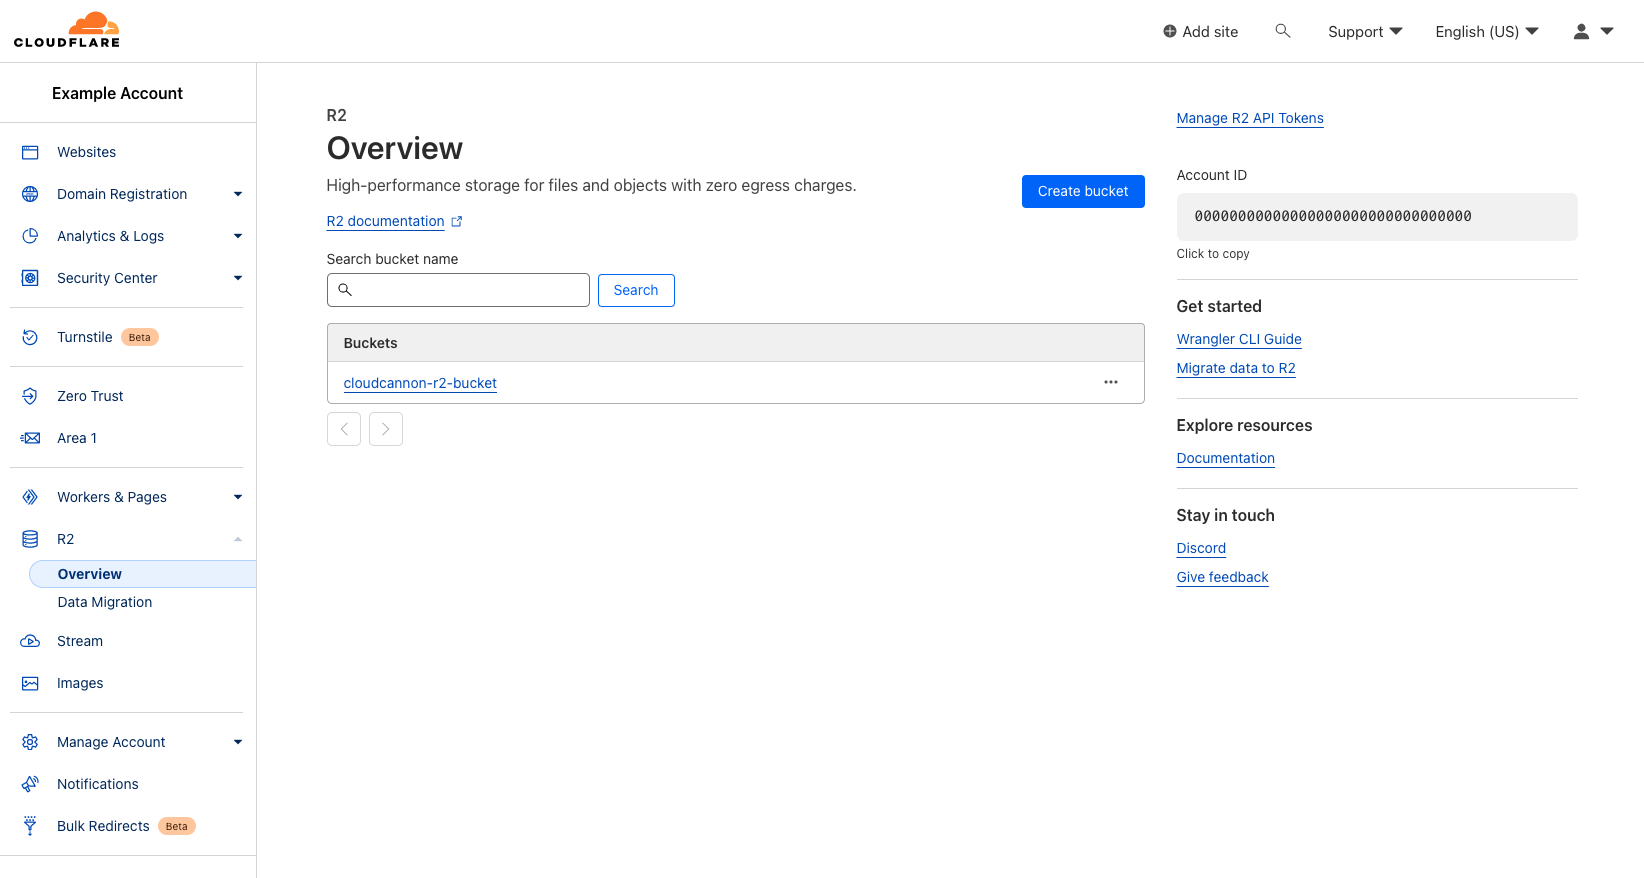 CLOUDFLARE
Add site
Support
English (US)
Example Account
Websites
Domain Registration
Analytics & Logs
Security Center
Turnstile Beta
Zero Trust
Area 1
Workers & Pages
R2
Overview
Data Migration
Stream
Images
Manage Account
Notifications
Bulk Redirects Beta
R2
Overview
High-performance storage for files and objects with zero egress charges.
Create bucket
R2 documentation
Search bucket name
Search
Buckets
cloudcannon-r2-bucket
Manage R2 API Tokens
Account ID
00000000000000000000000000000000
Click to copy
Get started
Wrangler CLI Guide
Migrate data to R2
Explore resources
Documentation
Stay in touch
Discord
Give feedback